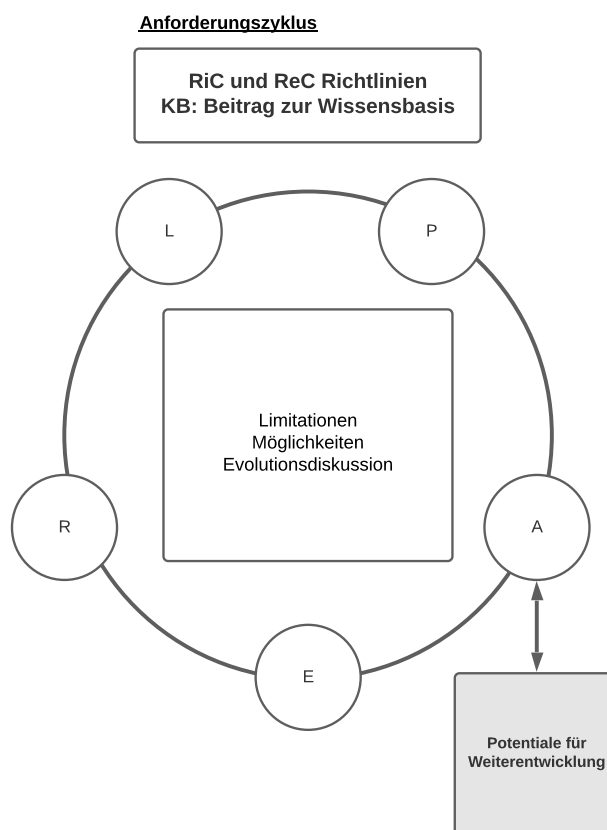 Anforderungszyklus
RiC und ReC Richtlinien
KB: Beitrag zur Wissensbasis
L
P
Limitationen
Möglichkeiten
Evolutionsdiskussion
R
A
E
Potentiale für
Weiterentwicklung